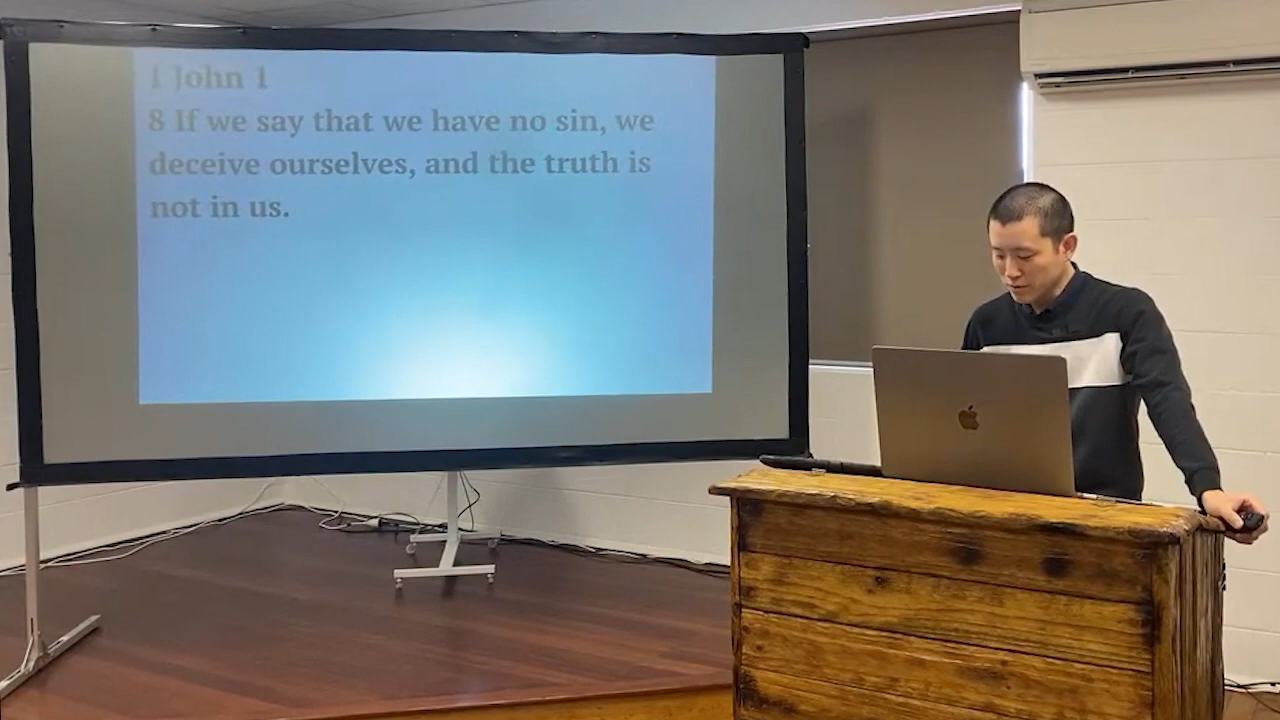 1 John 1
8 If we say that we have no sin, we
deceive ourselves, and the truth is
not in us.